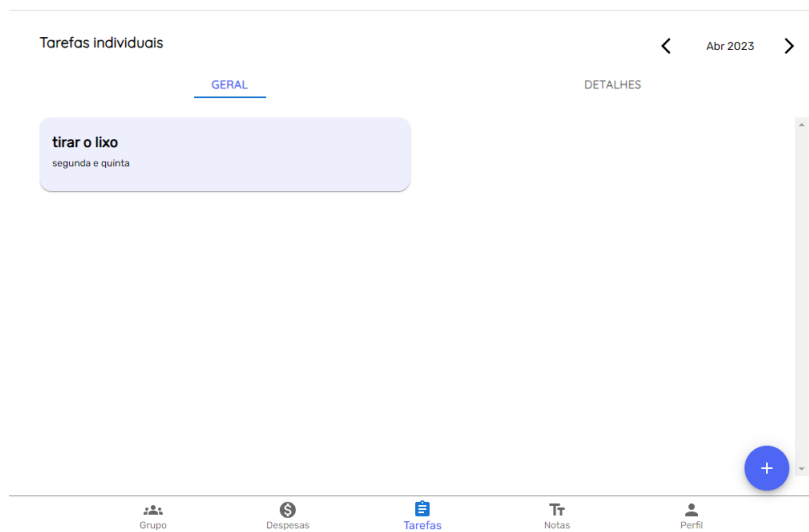 Tarefas individuais
Abr 2023
GERAL
DETALHES
tirar o lixo
segunda e quinta
Grupo
Despesas
Tarefas
Notas
Perfil